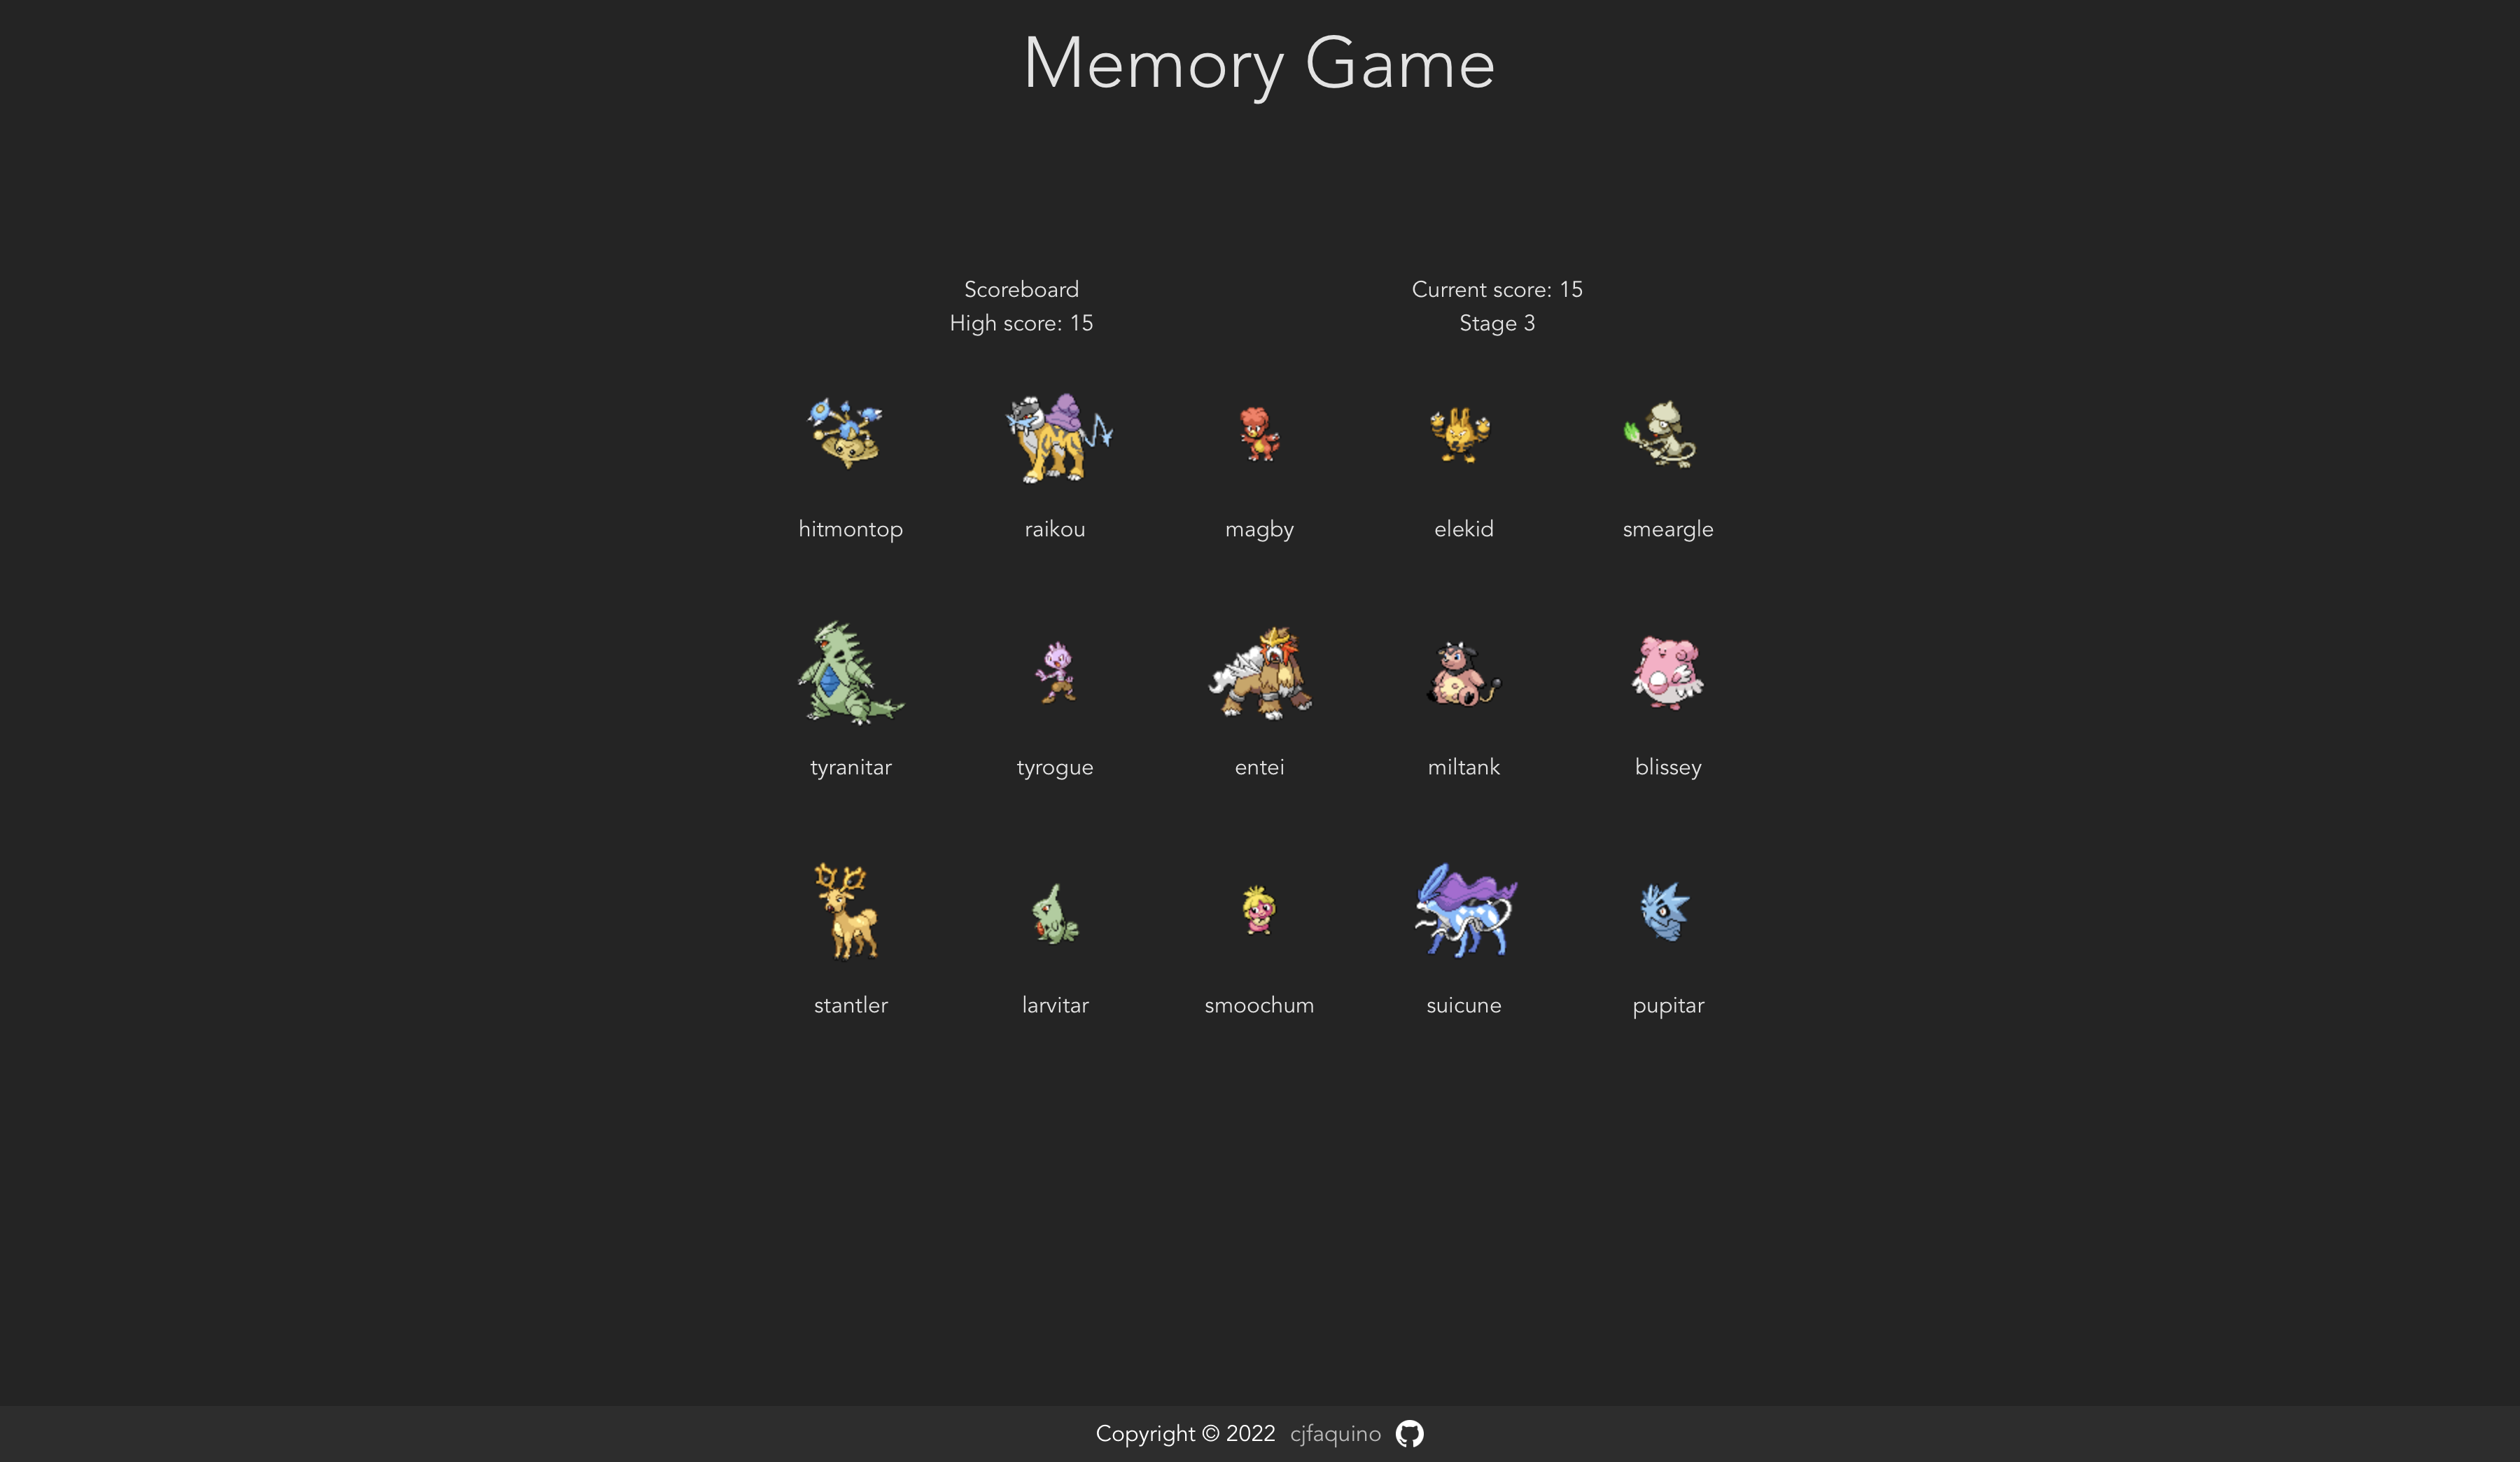 Memory Game
Scoreboard
High score: 15
Current score: 15
Stage 3
hitmontop
raikou
magby
elekid
smeargle
tyranitar
tyrogue
entei
miltank
blissey
stantler
larvitar
smoochum
suicune
pupitar
Copyright © 2022 cjfaquino